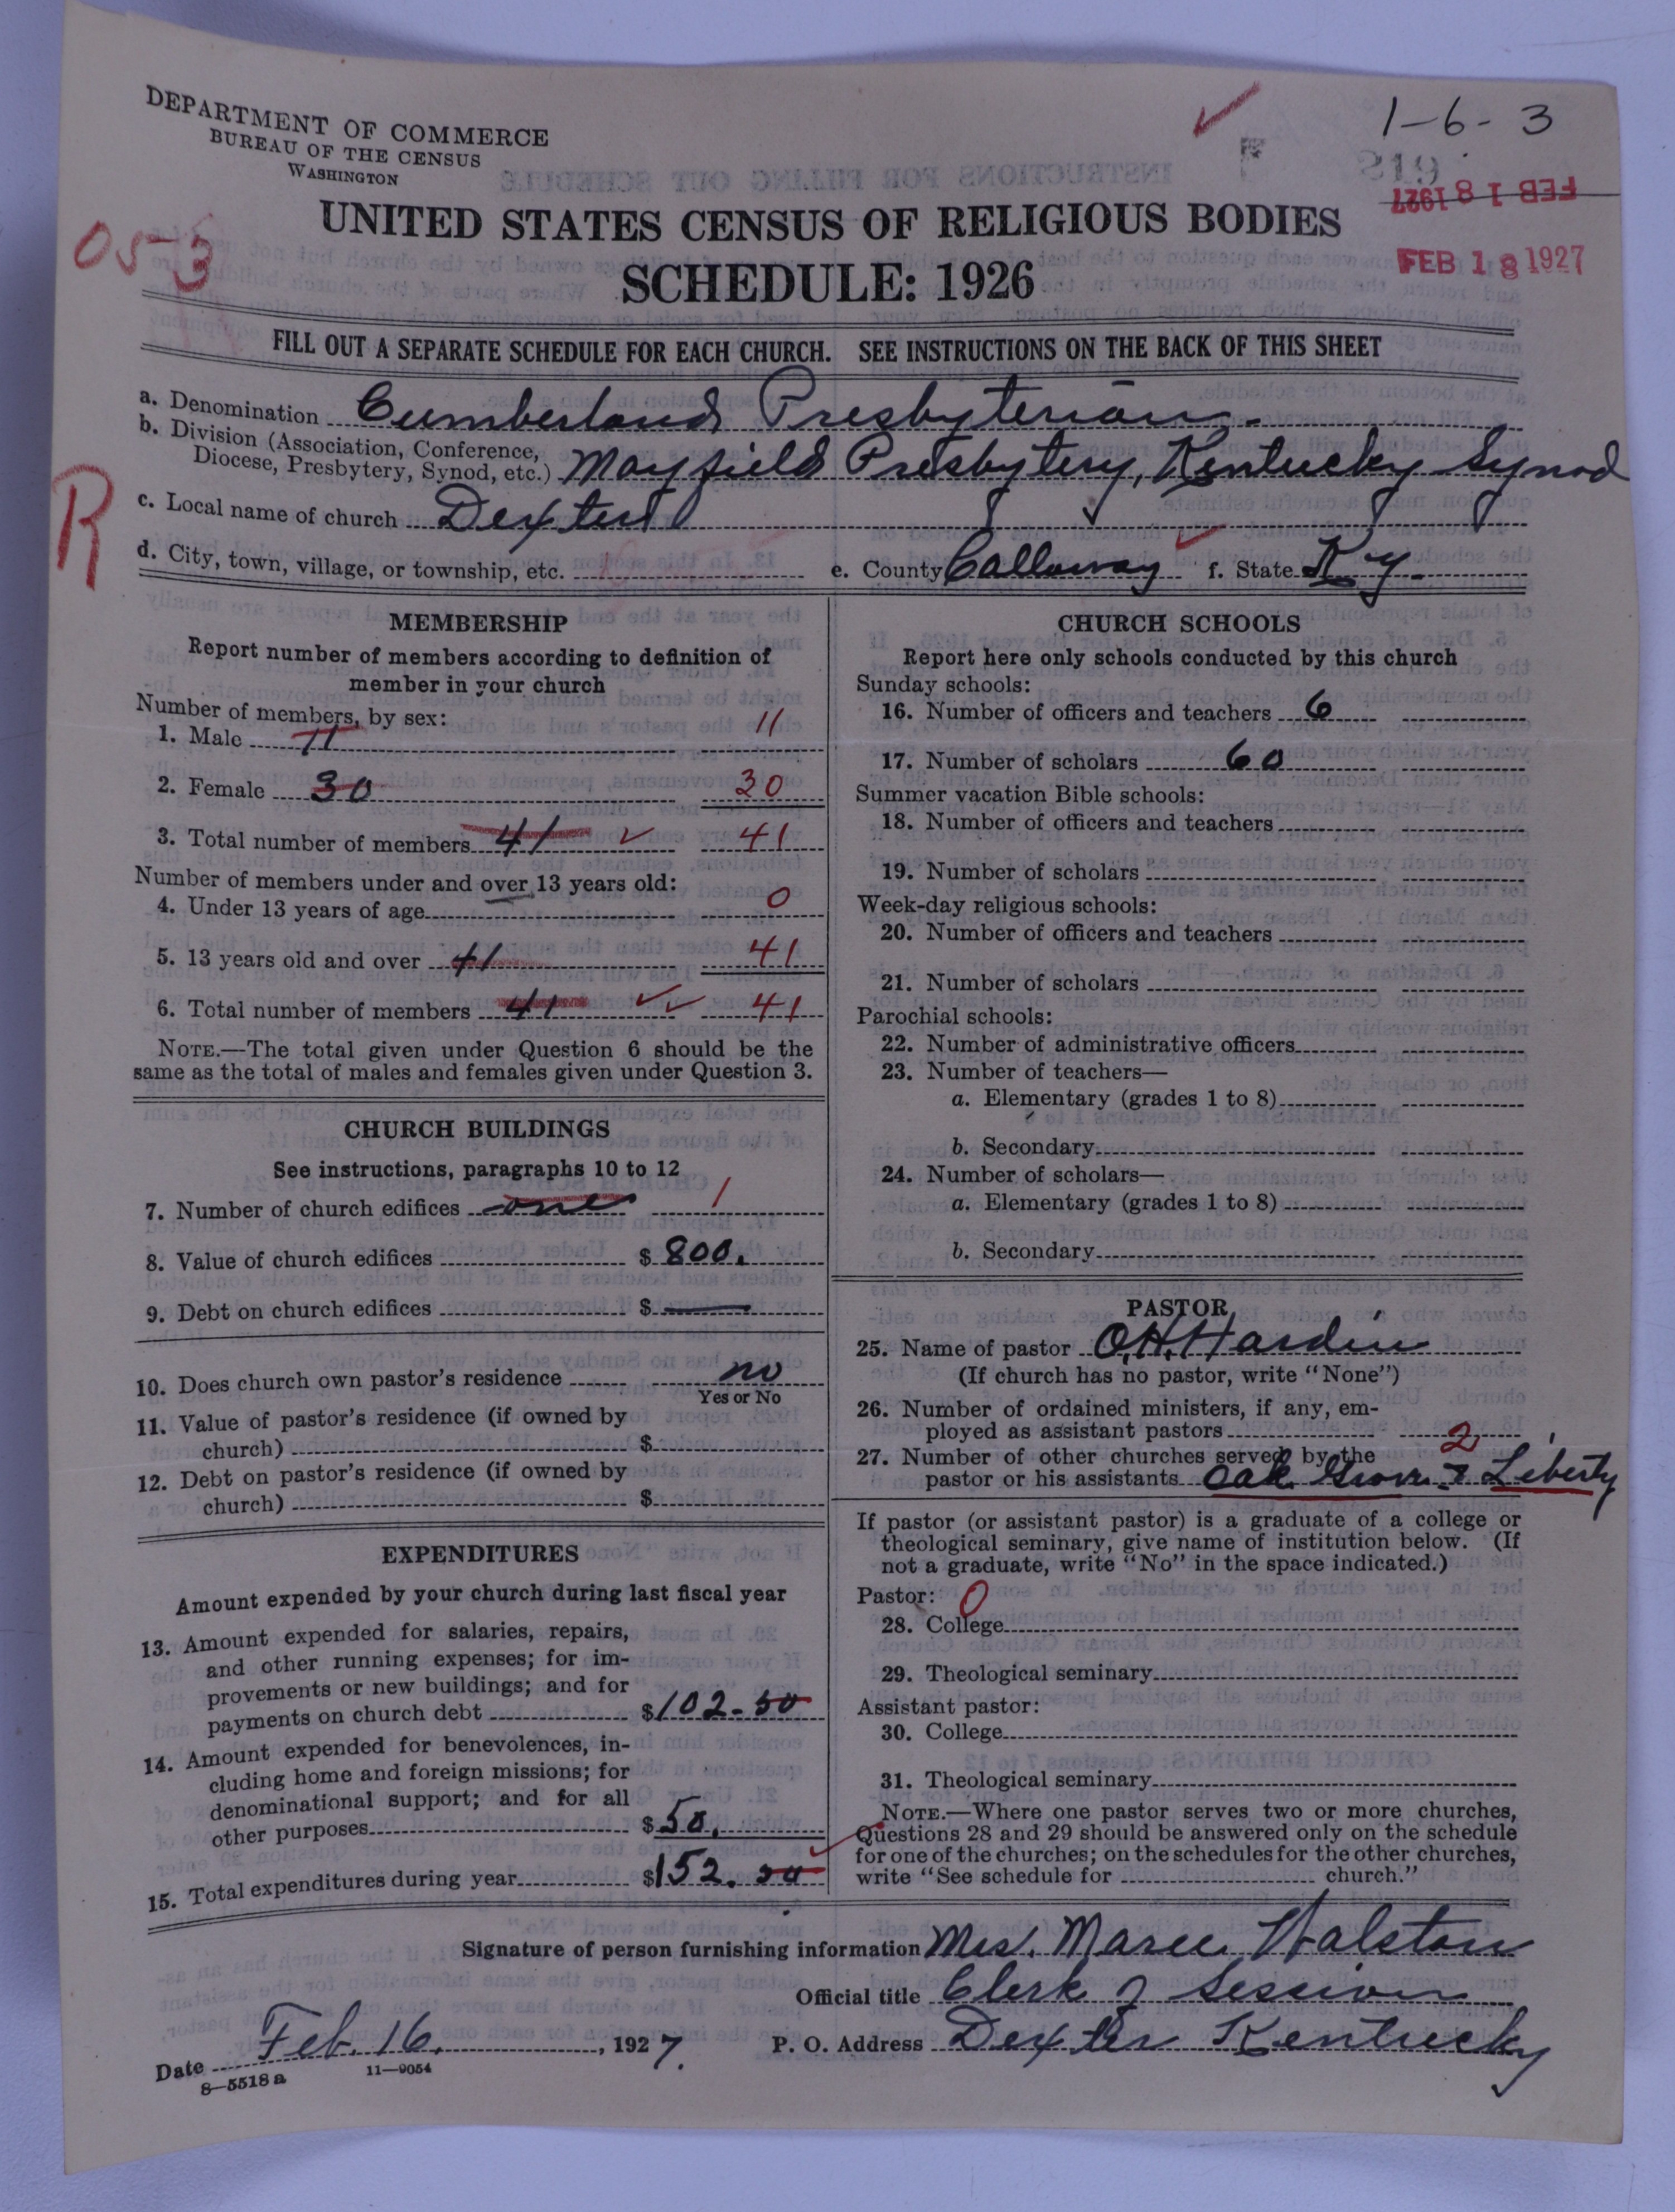 DEPARTMENT OF COMMERCE
BUREAU OF THE CENSUS
WASHINGTON
1-6-3
219
FEB 18 1927
FEB 18 1927
053
UNITED STATES CENSUS OF RELIGIOUS BODIES
SCHEDULE: 1926
FILL OUT A SEPARATE SCHEDULE FOR EACH CHURCH. SEE INSTRUCTIONS ON THE BACK OF THIS SHEET
a. Denomination Cumberland Presbyterian
b. Division (Association, Conference,
Diocese, Presbytery, Synod, etc.) Mayfield Presbytery, Kentucky Synod
R
c. Local name of church Dexter
d. City, town, village, or township, etc. e. County Calloway f. State Ky.
MEMBERSHIP
Report number of members according to definition of
member in your church
Number of members, by sex:
1. Male 11 11
2. Female 30 30
3. Total number of members 41 41
Number of members under and over 13 years old:
4. Under 13 years of age 0
5. 13 years old and over 41 41
6. Total number of members 41 41
NOTE.—The total given under Question 6 should be the
same as the total of males and females given under Question 3.
CHURCH BUILDINGS
See instructions, paragraphs 10 to 12
7. Number of church edifices one 1
8. Value of church edifices $ 800.
9. Debt on church edifices $ —
10. Does church own pastor's residence no
Yes or No
11. Value of pastor's residence (if owned by
church) $
12. Debt on pastor's residence (if owned by
church) $
EXPENDITURES
Amount expended by your church during last fiscal year
13. Amount expended for salaries, repairs,
and other running expenses; for im-
provements or new buildings; and for
payments on church debt $102-50
14. Amount expended for benevolences, in-
cluding home and foreign missions; for
denominational support; and for all
other purposes $50.
15. Total expenditures during year $152.50
CHURCH SCHOOLS
Report here only schools conducted by this church
Sunday schools:
16. Number of officers and teachers 6
17. Number of scholars 60
Summer vacation Bible schools:
18. Number of officers and teachers
19. Number of scholars
Week-day religious schools:
20. Number of officers and teachers
21. Number of scholars
Parochial schools:
22. Number of administrative officers
23. Number of teachers—
a. Elementary (grades 1 to 8)
b. Secondary
24. Number of scholars—
a. Elementary (grades 1 to 8)
b. Secondary
PASTOR
25. Name of pastor O.H. Hardin
(If church has no pastor, write "None")
26. Number of ordained ministers, if any, em-
ployed as assistant pastors
27. Number of other churches served by the 2
pastor or his assistants Oak Grove & Liberty
If pastor (or assistant pastor) is a graduate of a college or
theological seminary, give name of institution below. (If
not a graduate, write "No" in the space indicated.)
Pastor: 0
28. College
29. Theological seminary
Assistant pastor:
30. College
31. Theological seminary
NOTE.—Where one pastor serves two or more churches,
Questions 28 and 29 should be answered only on the schedule
for one of the churches; on the schedules for the other churches,
write "See schedule for church."
Signature of person furnishing information Mrs. Walston
Official title Clerk of Session
Date Feb. 16, 1927. P. O. Address Dexter Kentucky
8—5518a 11—9054